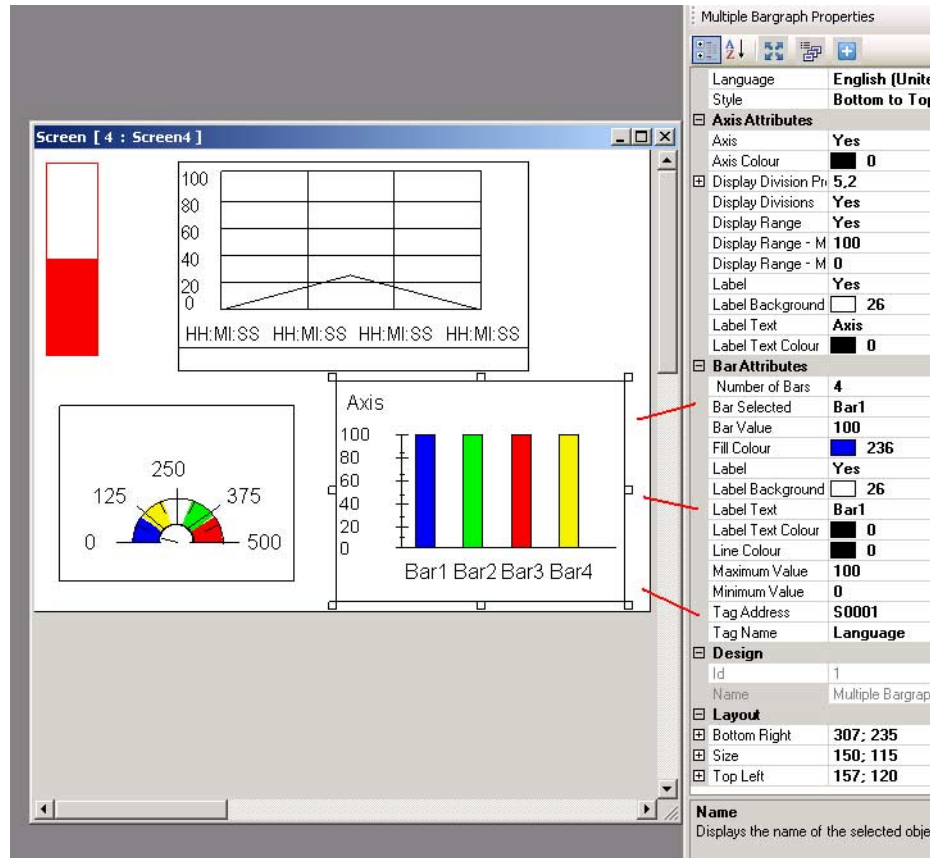 Multiple Bargraph Properties
Language English (Unite
Style Bottom to Top
Axis Attributes
Axis Yes
Axis Colour 0
Display Division Pr 5,2
Display Divisions Yes
Display Range Yes
Display Range - M 100
Display Range - M 0
Label Yes
Label Background 26
Label Text Axis
Label Text Colour 0
Bar Attributes
Number of Bars 4
Bar Selected Bar1
Bar Value 100
Fill Colour 236
Label Yes
Label Background 26
Label Text Bar1
Label Text Colour 0
Line Colour 0
Maximum Value 100
Minimum Value 0
Tag Address S0001
Tag Name Language
Design
Id 1
Name Multiple Bargrap
Layout
Bottom Right 307; 235
Size 150; 115
Top Left 157; 120
Name
Displays the name of the selected obje
Screen [ 4 : Screen4 ]
100
80
60
40
20
0
HH:MI:SS HH:MI:SS HH:MI:SS HH:MI:SS
250
125 375
0 500
Axis
100
80
60
40
20
0
Bar1 Bar2 Bar3 Bar4